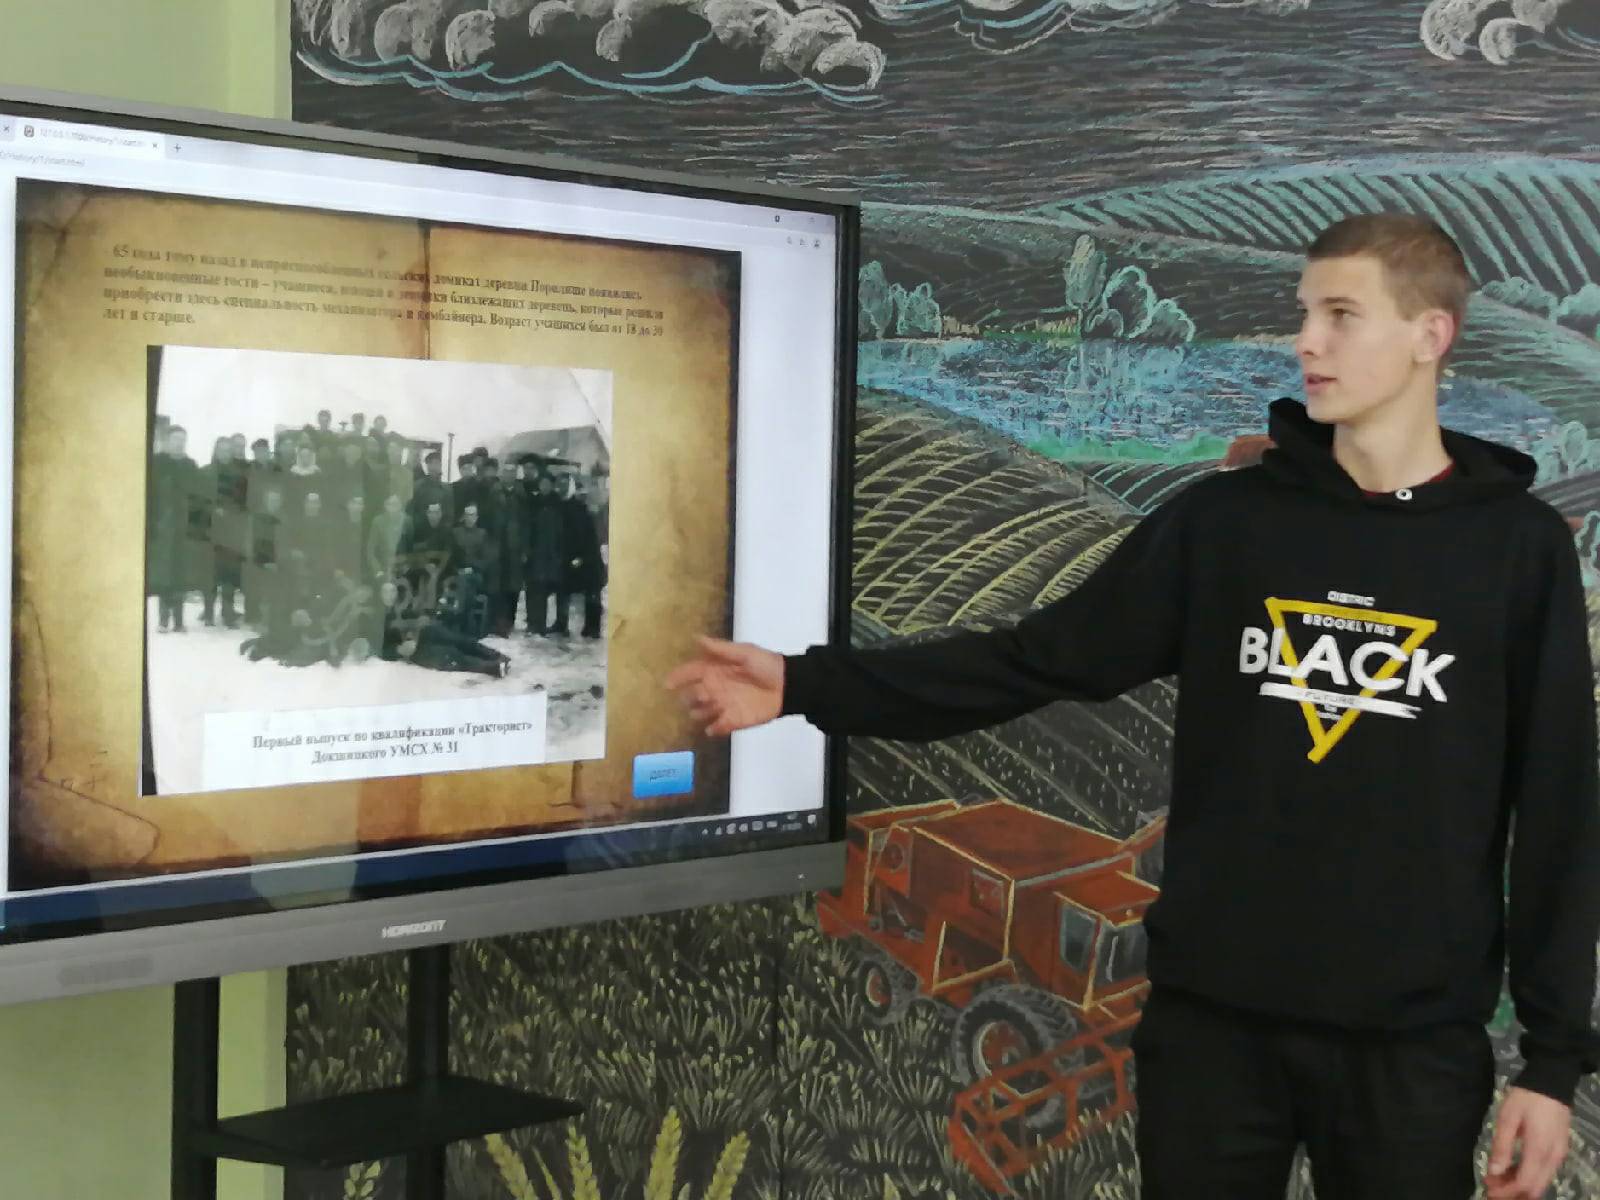 65 года тому назад в неприспособленных сельских домиках деревни Порплище появились
необыкновенные гости – учащиеся, юноши и девушки близлежащих деревень, которые решили
приобрести здесь специальность механизатора и комбайнера. Возраст учащихся был от 18 до 30
лет и старше.
Первый выпуск по квалификации «Тракторист»
Докшицкого УМСХ № 31
ДАЛЕЕ
HORIZONT
BROOKLYNS
BLACK
FUTURE